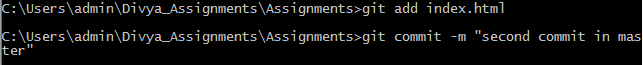 C:\Users\admin\Divya_Assignments\Assignments>git add index.html
C:\Users\admin\Divya_Assignments\Assignments>git commit -m "second commit in mas
ter"